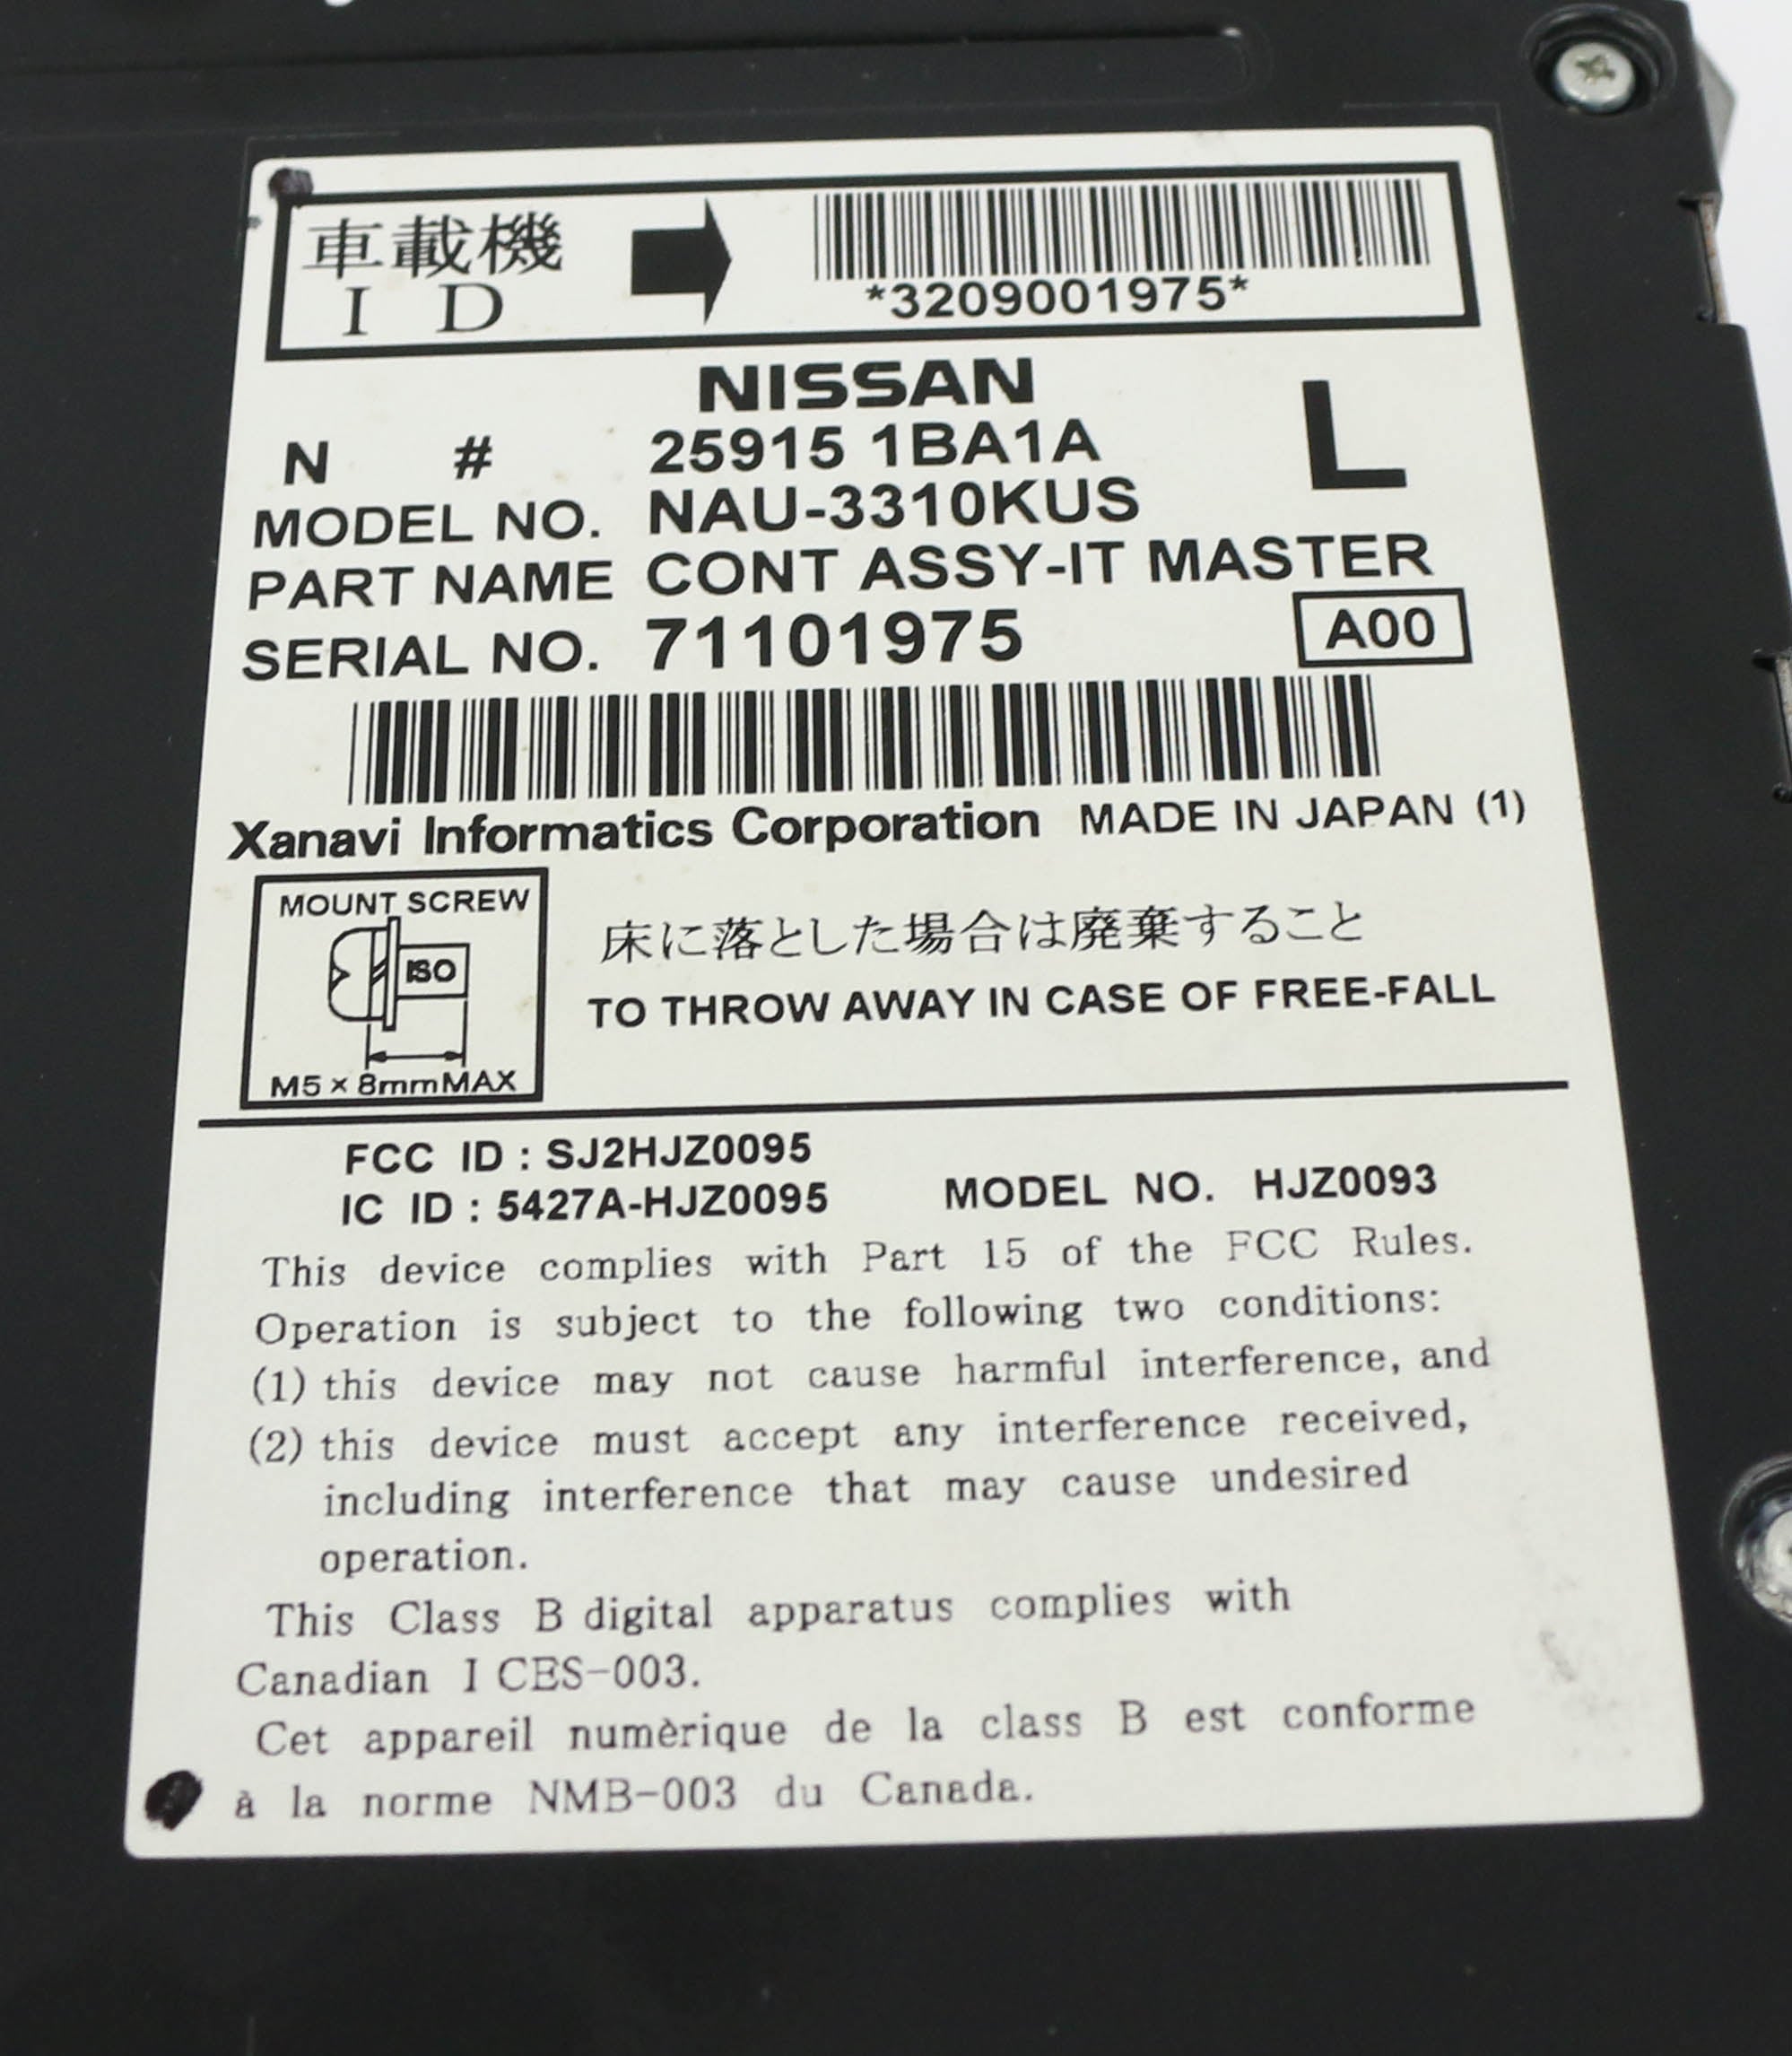 車載機
ID
*3209001975*
NISSAN
L
N # 25915 1BA1A
MODEL NO. NAU-3310KUS
PART NAME CONT ASSY-IT MASTER
SERIAL NO. 71101975 A00
Xanavi Informatics Corporation MADE IN JAPAN (1)
MOUNT SCREW
ISO
M5×8mmMAX
床に落とした場合は廃棄すること
TO THROW AWAY IN CASE OF FREE-FALL
FCC ID : SJ2HJZ0095
IC ID : 5427A-HJZ0095 MODEL NO. HJZ0093
This device complies with Part 15 of the FCC Rules.
Operation is subject to the following two conditions:
(1) this device may not cause harmful interference, and
(2) this device must accept any interference received,
including interference that may cause undesired
operation.
This Class B digital apparatus complies with
Canadian ICES-003.
Cet appareil numèrique de la class B est conforme
à la norme NMB-003 du Canada.